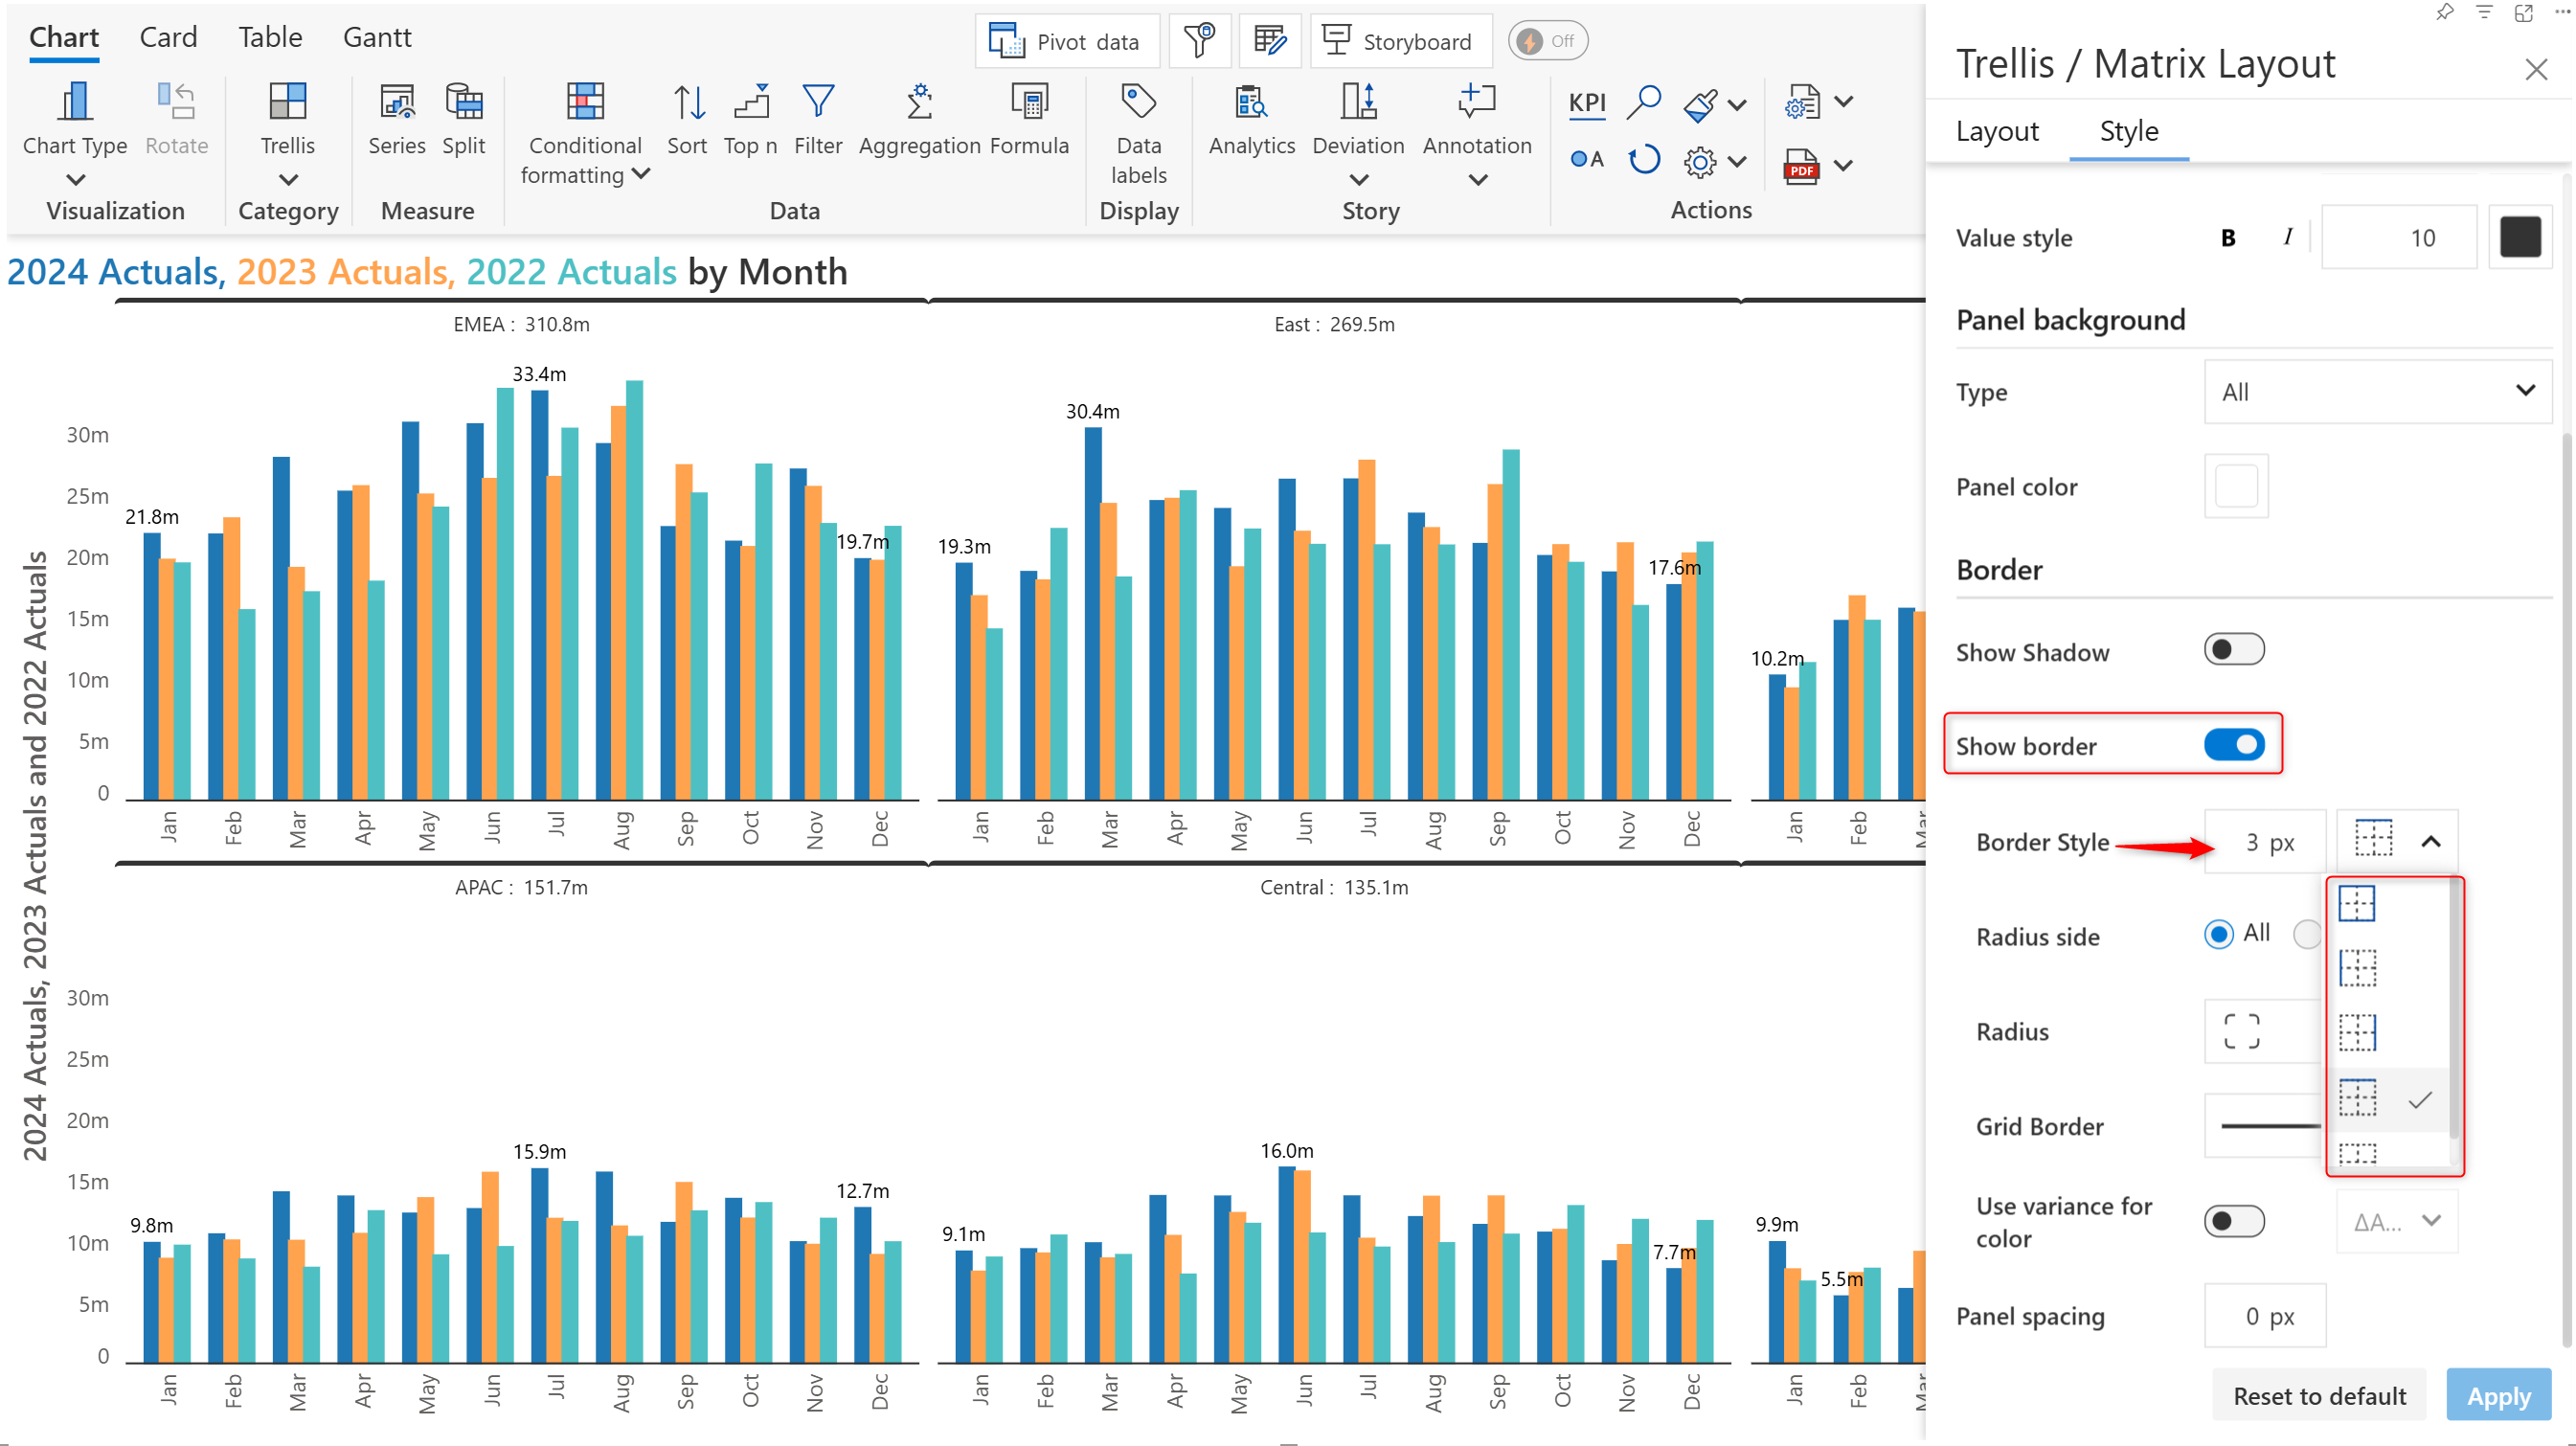 Chart Card Table Gantt
Pivot data Storyboard Off
Chart Type Rotate Trellis Series Split Conditional formatting Sort Top n Filter Aggregation Formula Data labels Analytics Deviation Annotation KPI A PDF
Visualization Category Measure Data Display Story Actions
2024 Actuals, 2023 Actuals, 2022 Actuals by Month
2024 Actuals, 2023 Actuals and 2022 Actuals
EMEA : 310.8m
30m
25m
20m
15m
10m
5m
0
21.8m
33.4m
19.7m
Jan Feb Mar Apr May Jun Jul Aug Sep Oct Nov Dec
East : 269.5m
19.3m
30.4m
17.6m
Jan Feb Mar Apr May Jun Jul Aug Sep Oct Nov Dec
10.2m
Jan Feb Mar
APAC : 151.7m
30m
25m
20m
15m
10m
5m
0
9.8m
15.9m
12.7m
Jan Feb Mar Apr May Jun Jul Aug Sep Oct Nov Dec
Central : 135.1m
9.1m
16.0m
7.7m
Jan Feb Mar Apr May Jun Jul Aug Sep Oct Nov Dec
9.9m
5.5m
Jan Feb Mar
Trellis / Matrix Layout
Layout Style
Value style B I 10
Panel background
Type All
Panel color
Border
Show Shadow
Show border
Border Style 3 px
Radius side All
Radius
Grid Border
Use variance for
color
ΔA...
Panel spacing 0 px
Reset to default Apply